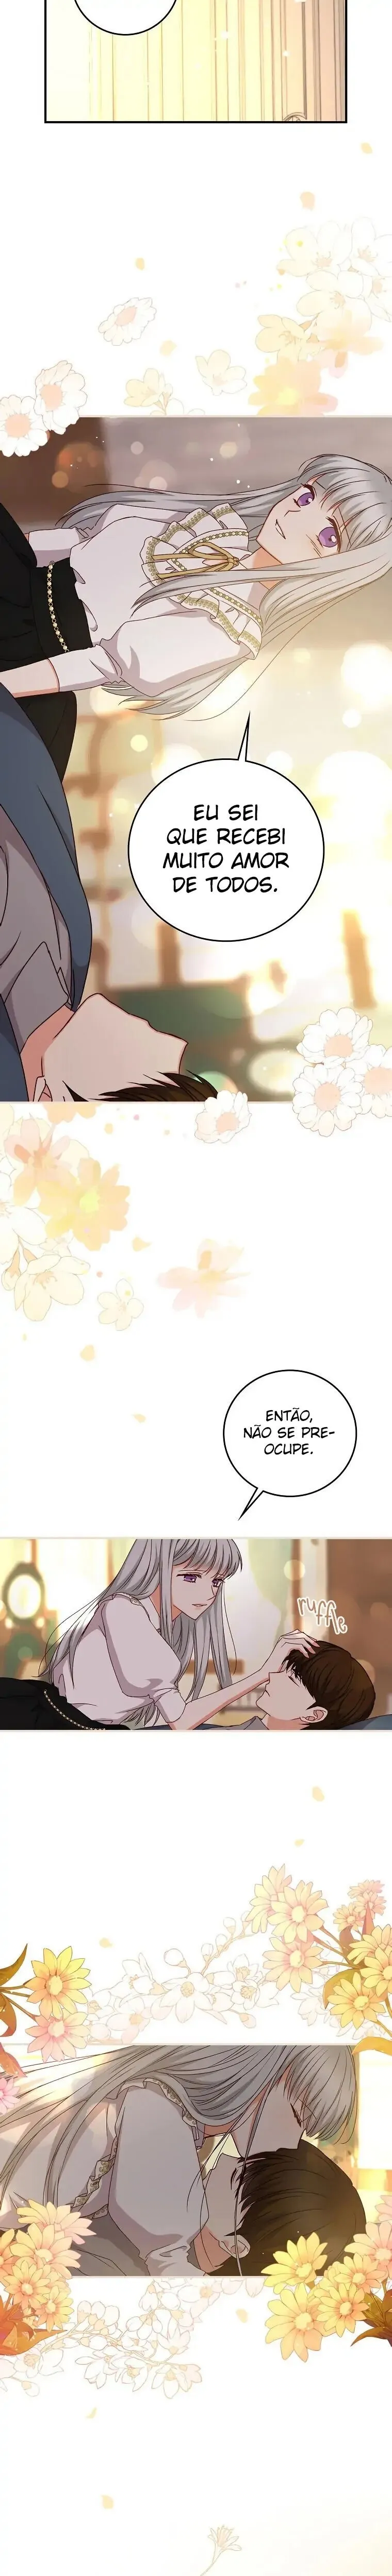 EU SEI
QUE RECEBI
MUITO AMOR
DE TODOS.
ENTÃO,
NÃO SE PRE-
OCUPE.
ruffle